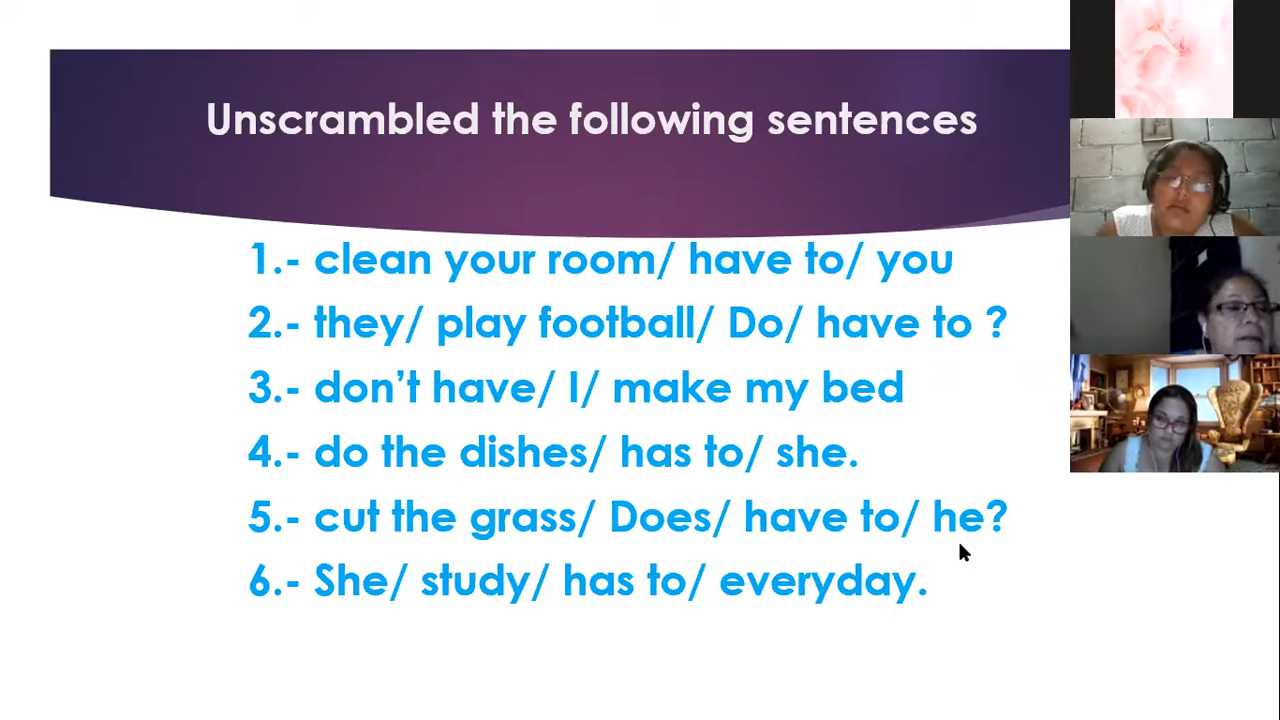 Unscrambled the following sentences
1.- clean your room/ have to/ you
2.- they/ play football/ Do/ have to ?
3.- don’t have/ I/ make my bed
4.- do the dishes/ has to/ she.
5.- cut the grass/ Does/ have to/ he?
6.- She/ study/ has to/ everyday.